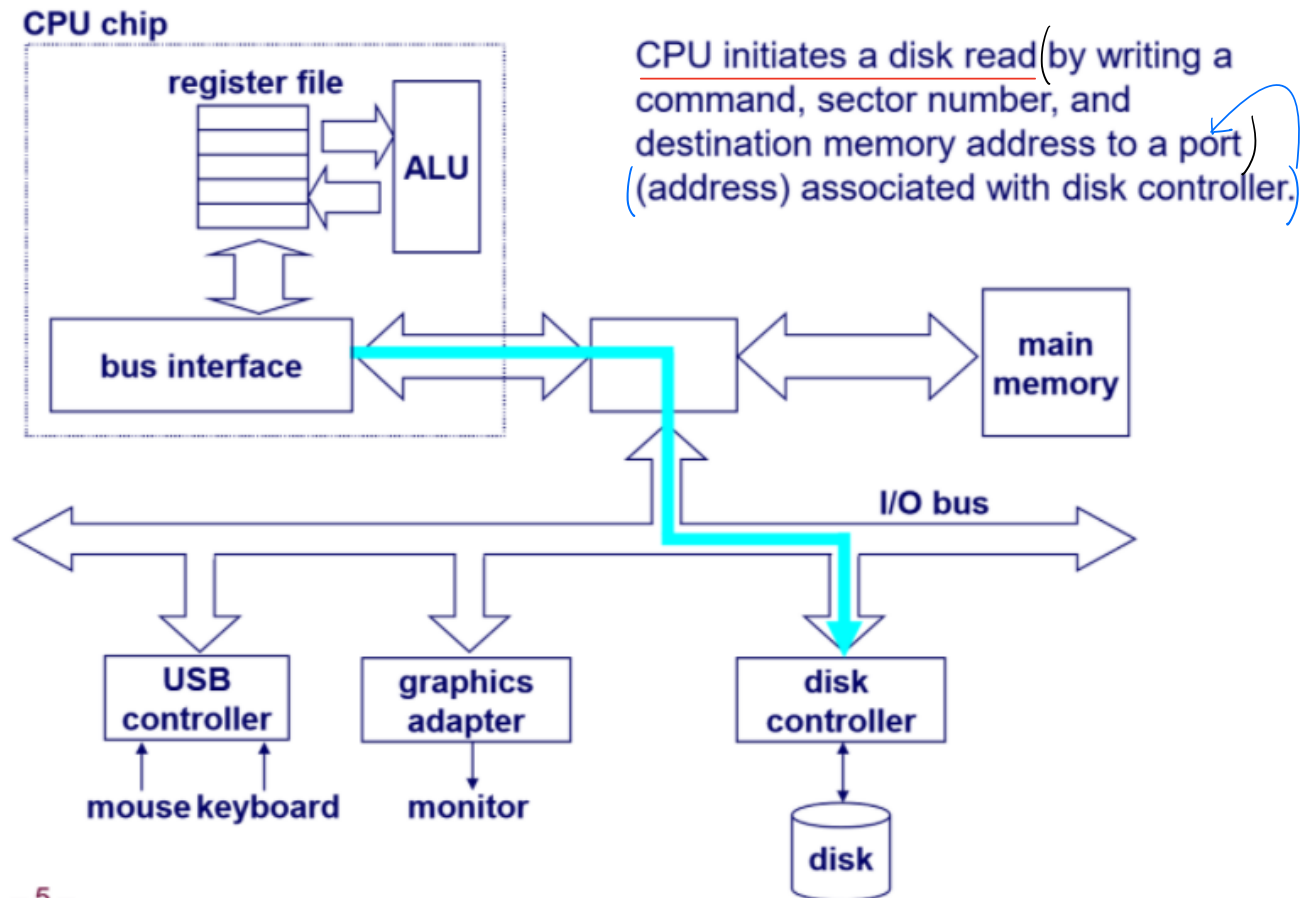 CPU chip
register file
ALU
CPU initiates a disk read (by writing a
command, sector number, and
destination memory address to a port)
(address) associated with disk controller.
bus interface
main
memory
I/O bus
USB
controller
graphics
adapter
disk
controller
mouse keyboard
monitor
disk
5